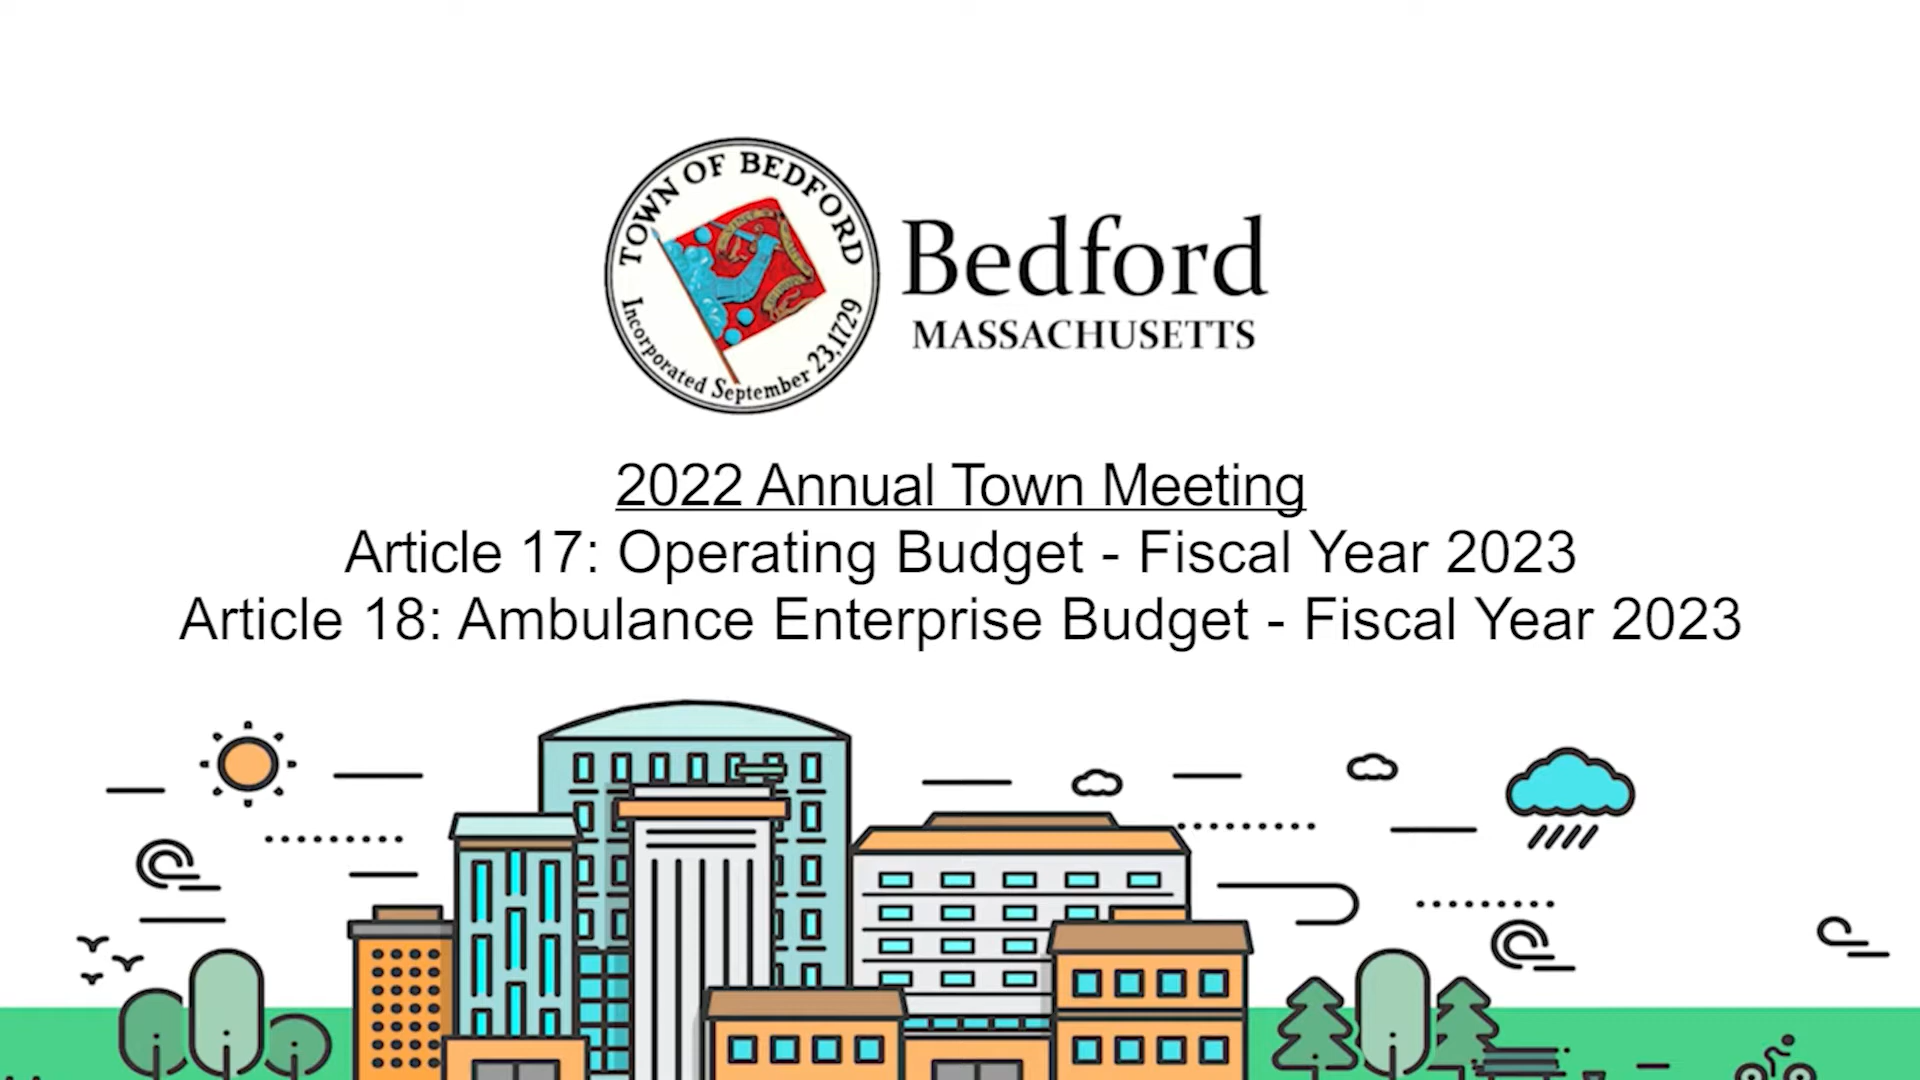 TOWN OF BEDFORD
Incorporated September 23, 1729
Bedford
MASSACHUSETTS
2022 Annual Town Meeting
Article 17: Operating Budget - Fiscal Year 2023
Article 18: Ambulance Enterprise Budget - Fiscal Year 2023